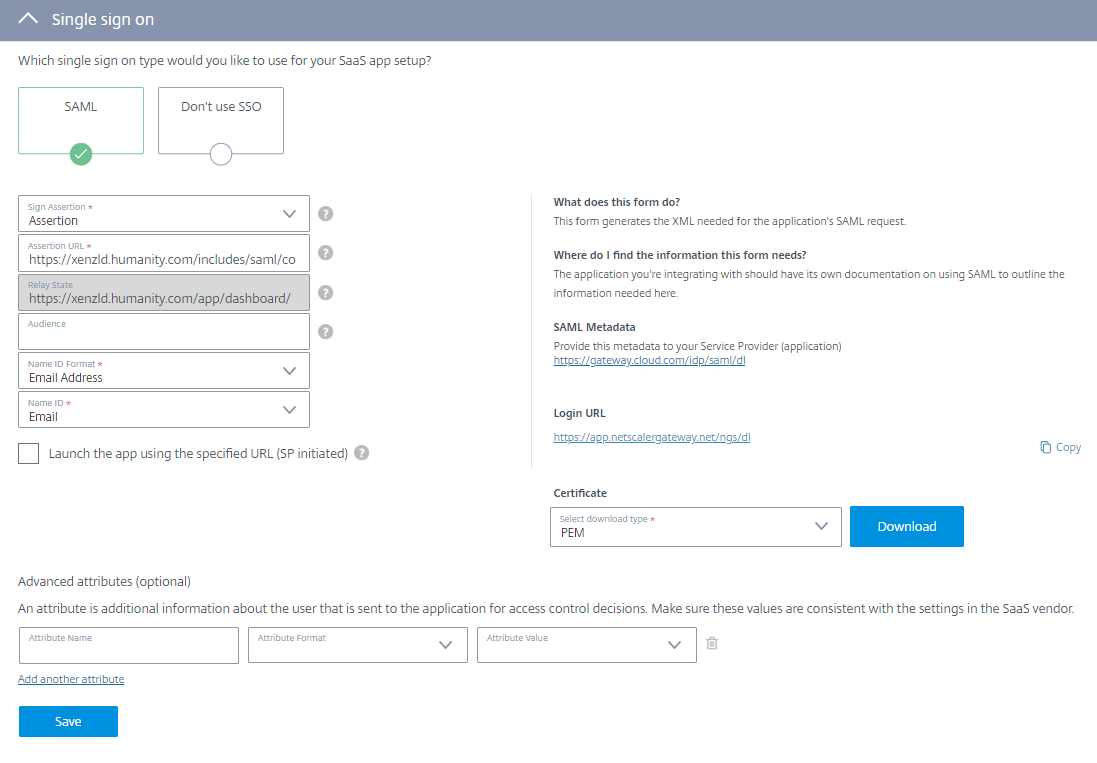 Single sign on
Which single sign on type would you like to use for your SaaS app setup?
SAML
Don't use SSO
Sign Assertion *
Assertion
Assertion URL *
https://xenzld.humanity.com/includes/saml/co
Relay State
https://xenzld.humanity.com/app/dashboard/
Audience
Name ID Format *
Email Address
Name ID *
Email
Launch the app using the specified URL (SP initiated)
What does this form do?
This form generates the XML needed for the application's SAML request.
Where do I find the information this form needs?
The application you're integrating with should have its own documentation on using SAML to outline the
information needed here.
SAML Metadata
Provide this metadata to your Service Provider (application)
https://gateway.cloud.com/idp/saml/dl
Login URL
https://app.netscalergateway.net/ngs/dl
Copy
Certificate
Select download type *
PEM
Download
Advanced attributes (optional)
An attribute is additional information about the user that is sent to the application for access control decisions. Make sure these values are consistent with the settings in the SaaS vendor.
Attribute Name
Attribute Format
Attribute Value
Add another attribute
Save